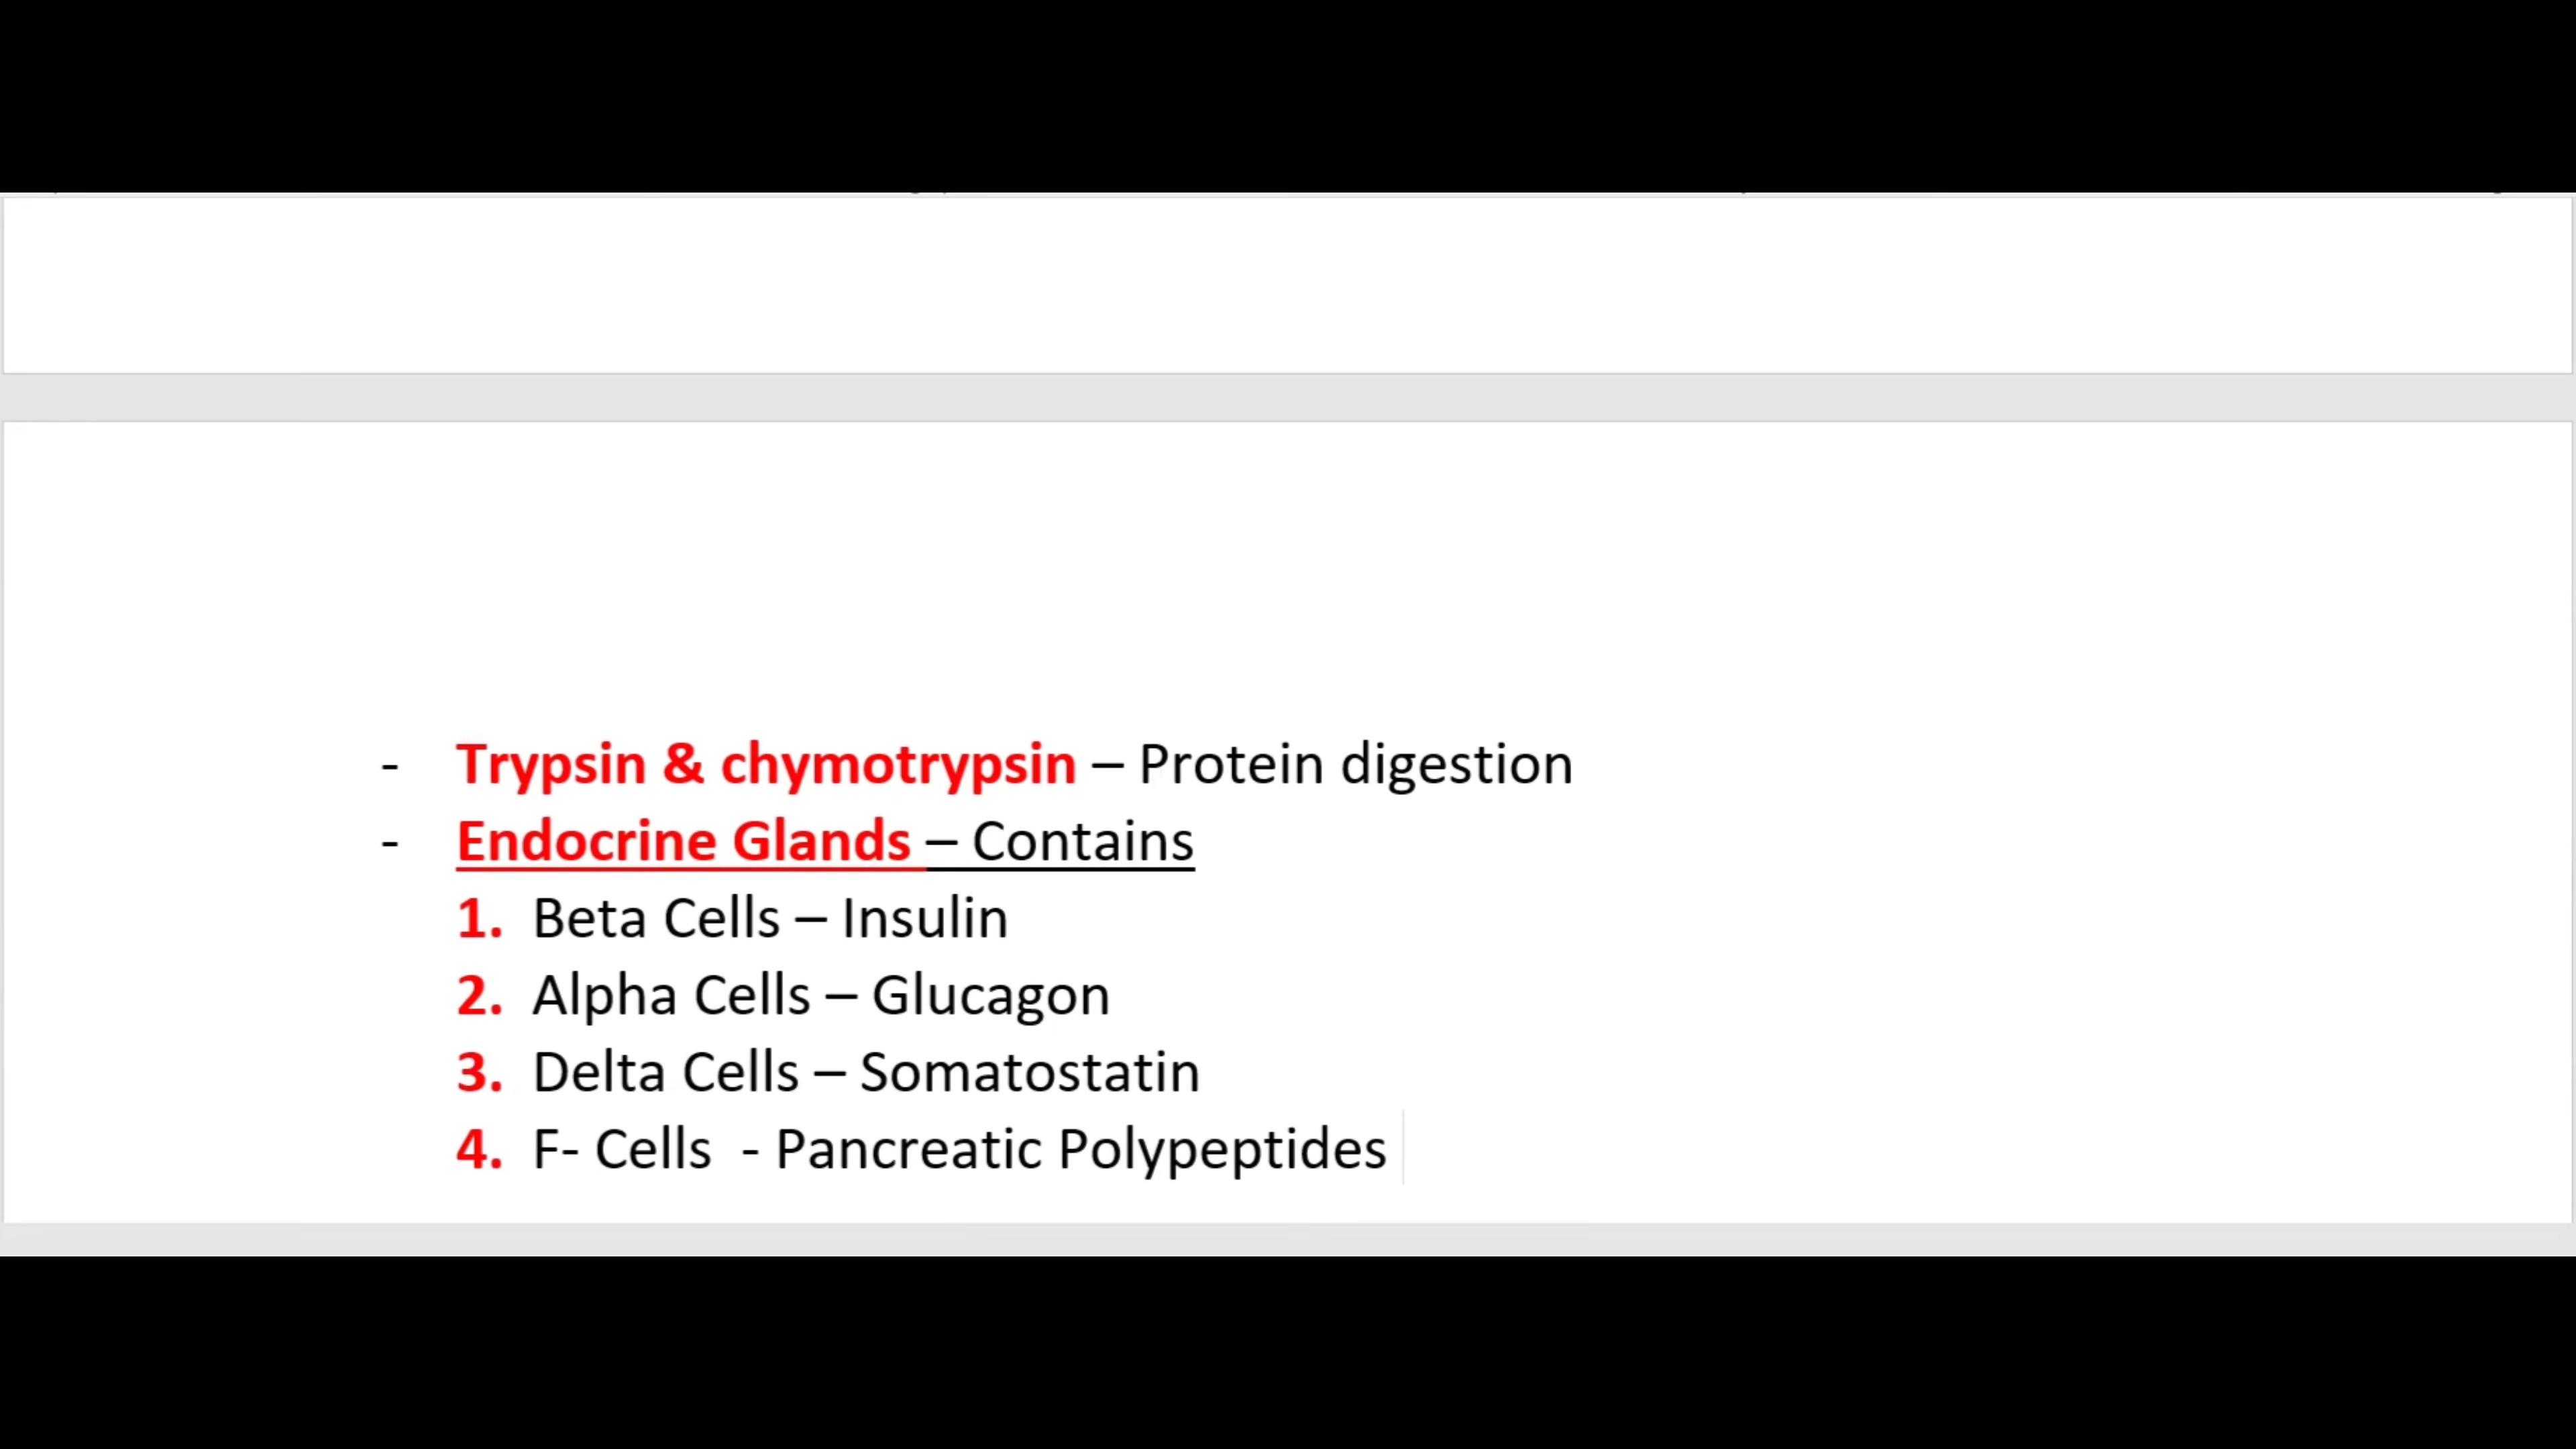 - Trypsin & chymotrypsin – Protein digestion
- Endocrine Glands – Contains
1. Beta Cells – Insulin
2. Alpha Cells – Glucagon
3. Delta Cells – Somatostatin
4. F- Cells  - Pancreatic Polypeptides